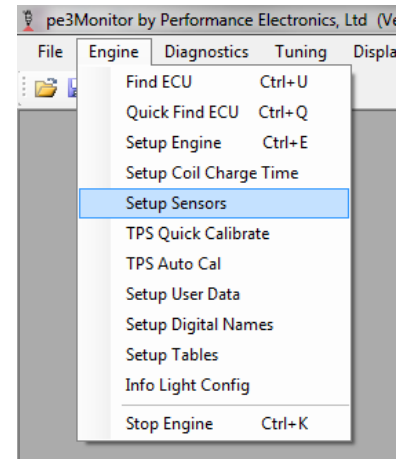 pe3Monitor by Performance Electronics, Ltd (Ve
File Engine Diagnostics Tuning Displa
Find ECU Ctrl+U
Quick Find ECU Ctrl+Q
Setup Engine Ctrl+E
Setup Coil Charge Time
Setup Sensors
TPS Quick Calibrate
TPS Auto Cal
Setup User Data
Setup Digital Names
Setup Tables
Info Light Config
Stop Engine Ctrl+K